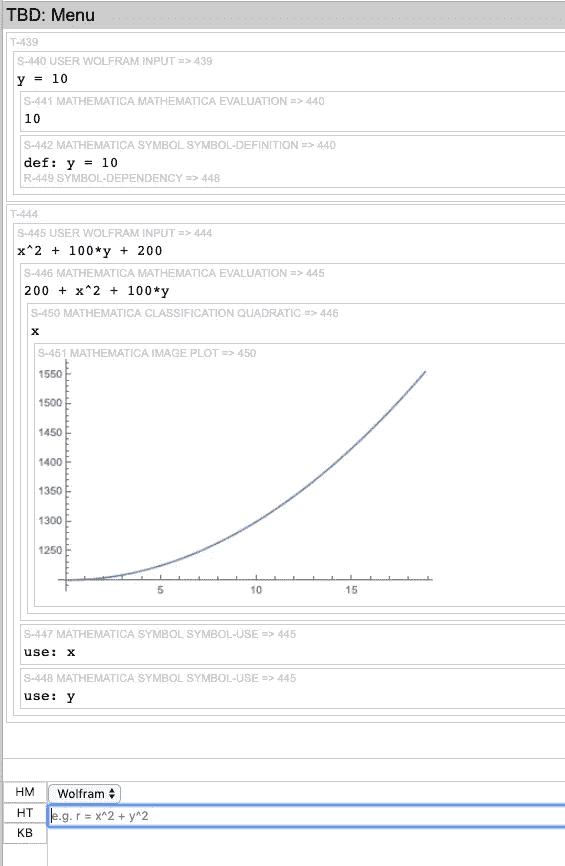 TBD: Menu
T-439
S-440 USER WOLFRAM INPUT => 439
y = 10
S-441 MATHEMATICA MATHEMATICA EVALUATION => 440
10
S-442 MATHEMATICA SYMBOL SYMBOL-DEFINITION => 440
def: y = 10
R-449 SYMBOL-DEPENDENCY => 448
T-444
S-445 USER WOLFRAM INPUT => 444
x^2 + 100*y + 200
S-446 MATHEMATICA MATHEMATICA EVALUATION => 445
200 + x^2 + 100*y
S-450 MATHEMATICA CLASSIFICATION QUADRATIC => 446
x
S-451 MATHEMATICA IMAGE PLOT => 450
1550
1500
1450
1400
1350
1300
1250
5 10 15
S-447 MATHEMATICA SYMBOL SYMBOL-USE => 445
use: x
S-448 MATHEMATICA SYMBOL SYMBOL-USE => 445
use: y
HM Wolfram
HT e.g. r = x^2 + y^2
KB